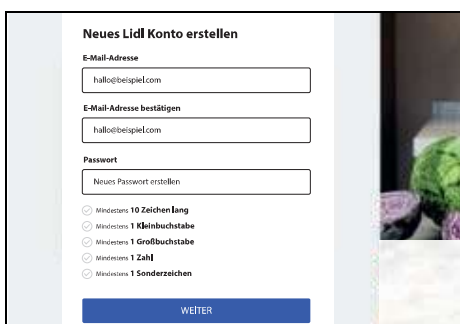 Neues Lidl Konto erstellen
E-Mail-Adresse
hallo@beispiel.com
E-Mail-Adresse bestätigen
hallo@beispiel.com
Passwort
Neues Passwort erstellen
Mindestens 10 Zeichen lang
Mindestens 1 Kleinbuchstabe
Mindestens 1 Großbuchstabe
Mindestens 1 Zahl
Mindestens 1 Sonderzeichen
WEITER